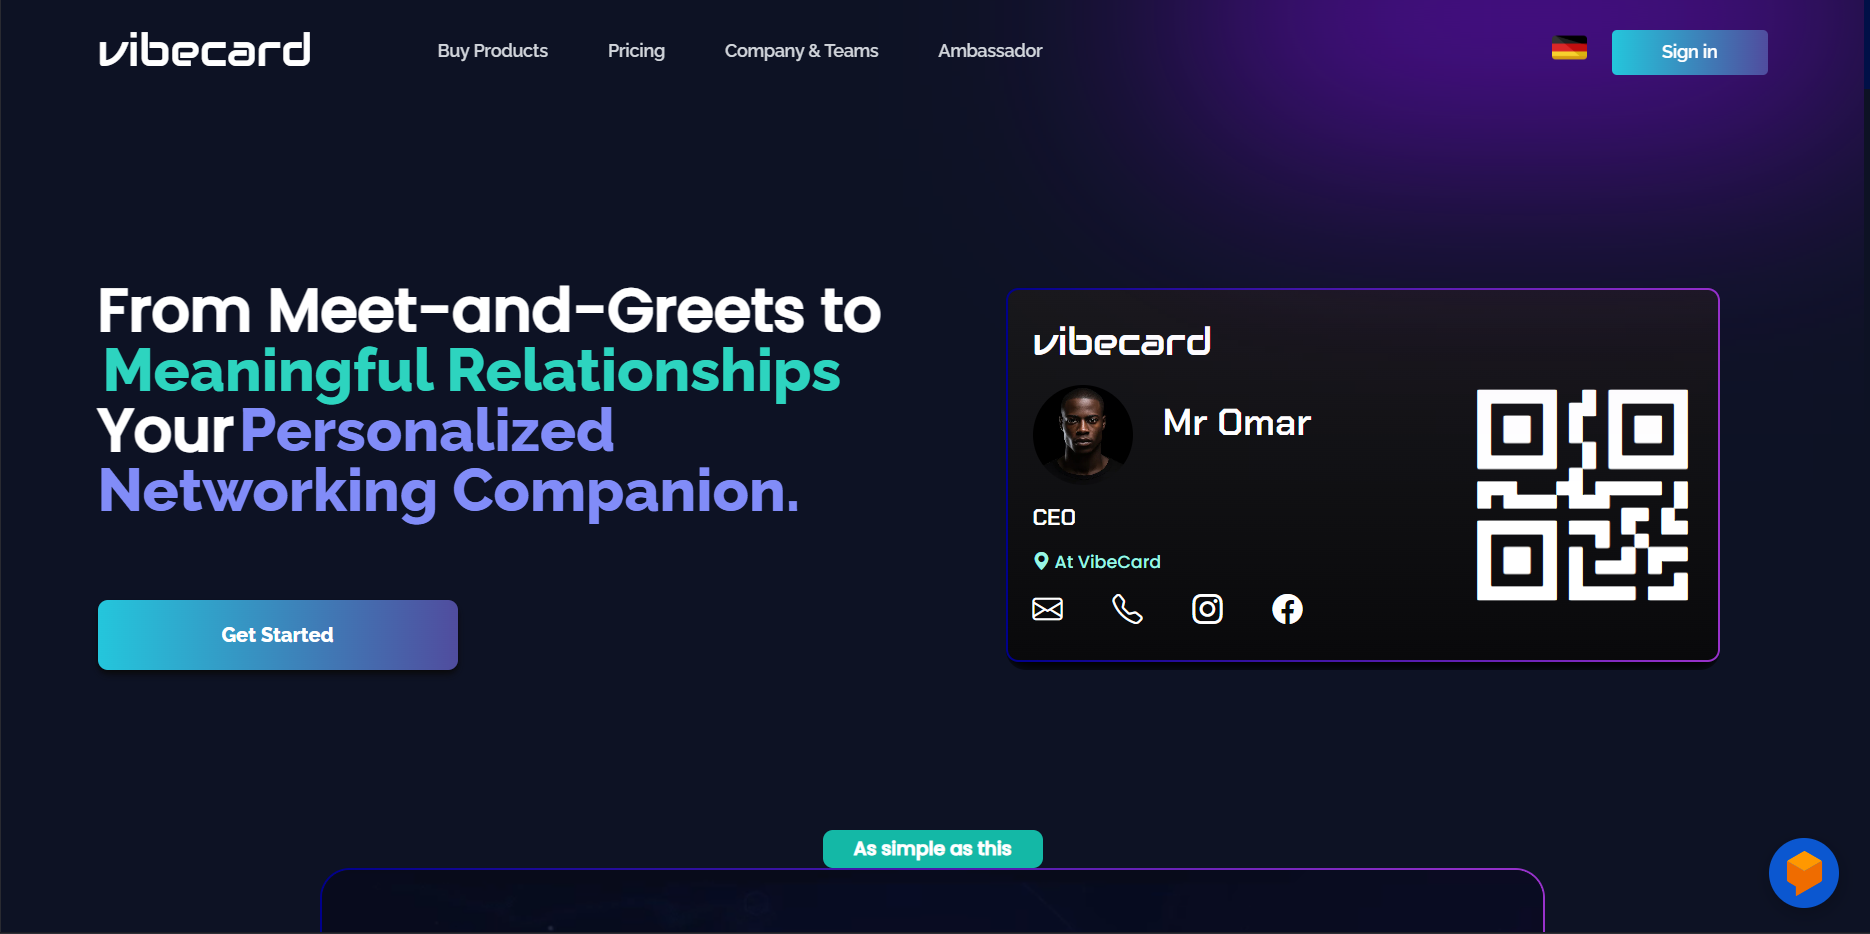 vibecard
Buy Products
Pricing
Company & Teams
Ambassador
Sign in
From Meet-and-Greets to
Meaningful Relationships
Your Personalized
Networking Companion.
Get Started
vibecard
Mr Omar
CEO
At VibeCard
As simple as this